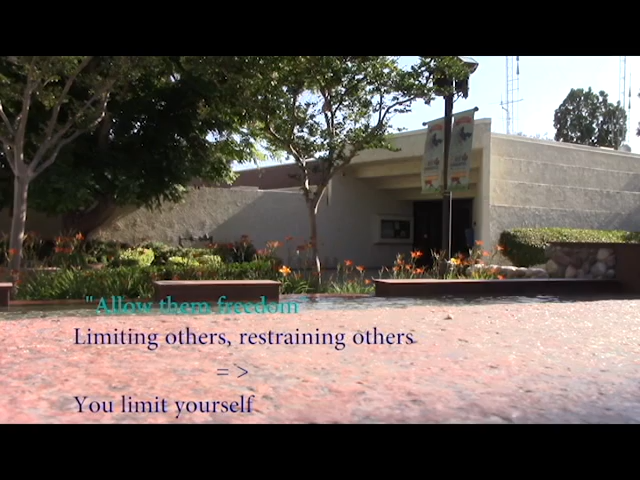 "Allow them freedom"
Limiting others, restraining others
= >
You limit yourself